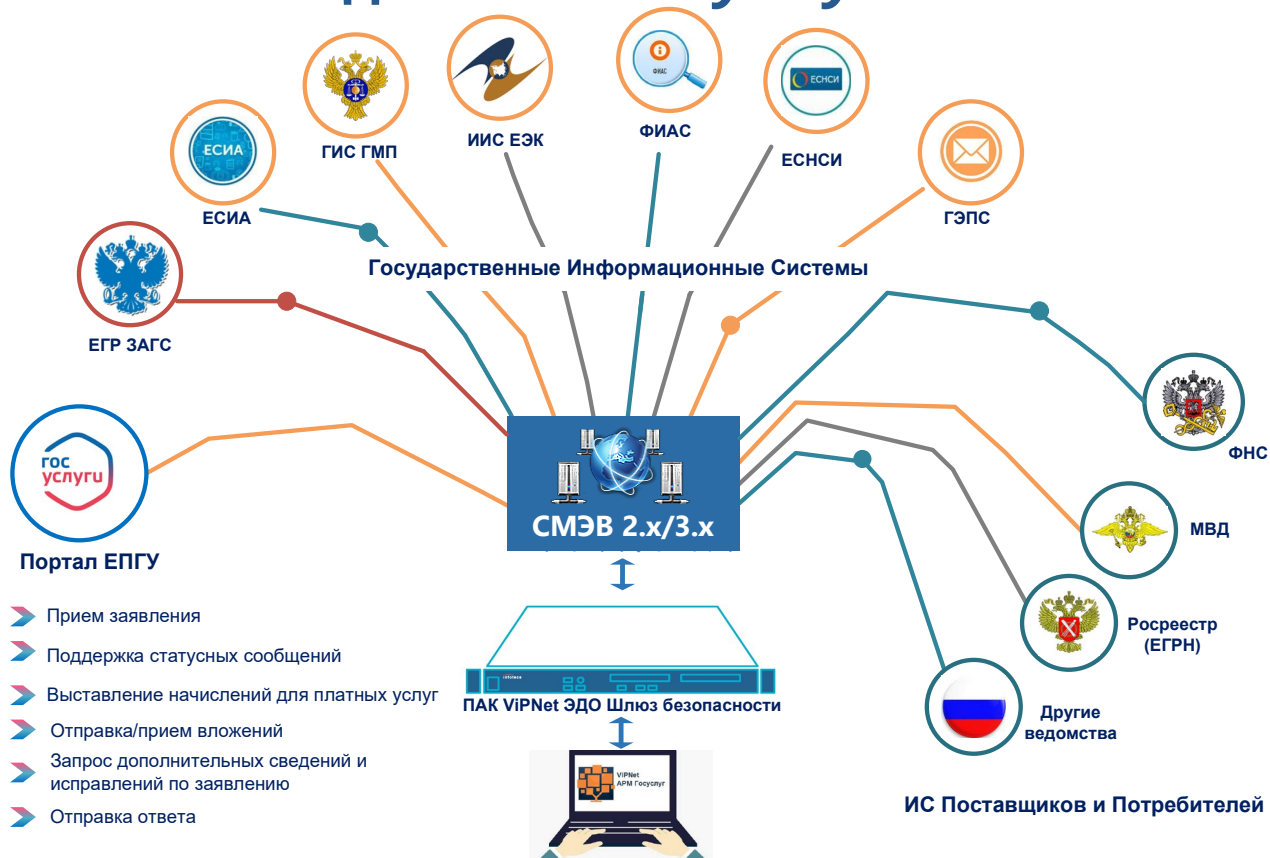 ФИАС
ЕСНСИ
ЕСИА
ГИС ГМП
ИИС ЕЭК
ФИАС
ЕСНСИ
ЕСИА
ГЭПС
Государственные Информационные Системы
ЕГР ЗАГС
ФНС
гос
услуги
СМЭВ 2.x/3.x
МВД
Портал ЕПГУ
Прием заявления
Поддержка статусных сообщений
Выставление начислений для платных услуг
Отправка/прием вложений
Запрос дополнительных сведений и
исправлений по заявлению
Отправка ответа
Росреестр
(ЕГРН)
infotecs
ПАК ViPNet ЭДО Шлюз безопасности
Другие
ведомства
ViPNet
АРМ Госуслуг
ИС Поставщиков и Потребителей